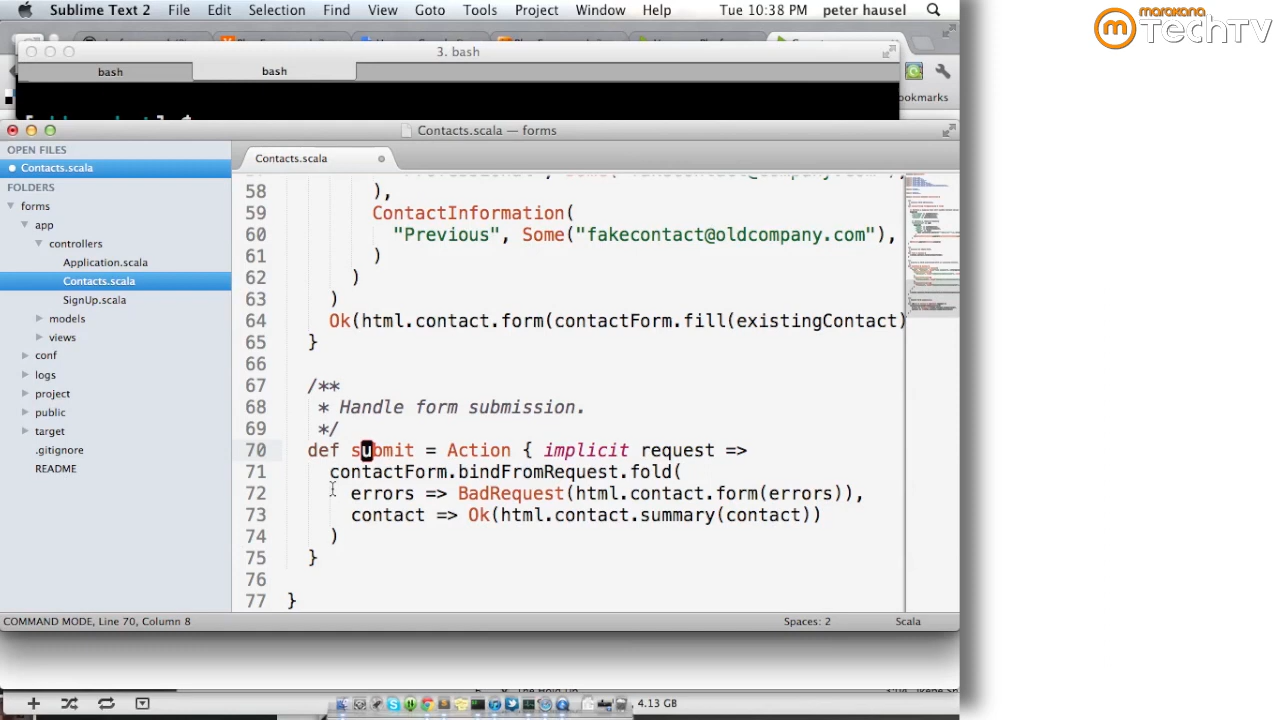 Sublime Text 2 File Edit Selection Find View Goto Tools Project Window Help Tue 10:38 PM peter hausel
marakana
TechTV
3. bash
bash bash
ookmarks
Contacts.scala — forms
OPEN FILES
Contacts.scala
Contacts.scala
FOLDERS
forms
app
controllers
Application.scala
Contacts.scala
SignUp.scala
models
views
conf
logs
project
public
target
.gitignore
README
58 ),
59 ContactInformation(
60 "Previous", Some("fakecontact@oldcompany.com"),
61 )
62 )
63 )
64 Ok(html.contact.form(contactForm.fill(existingContact)
65 }
66
67 /**
68 * Handle form submission.
69 */
70 def submit = Action { implicit request =>
71 contactForm.bindFromRequest.fold(
72 errors => BadRequest(html.contact.form(errors)),
73 contact => Ok(html.contact.summary(contact))
74 )
75 }
76
77 }
COMMAND MODE, Line 70, Column 8 Spaces: 2 Scala
4.13 GB